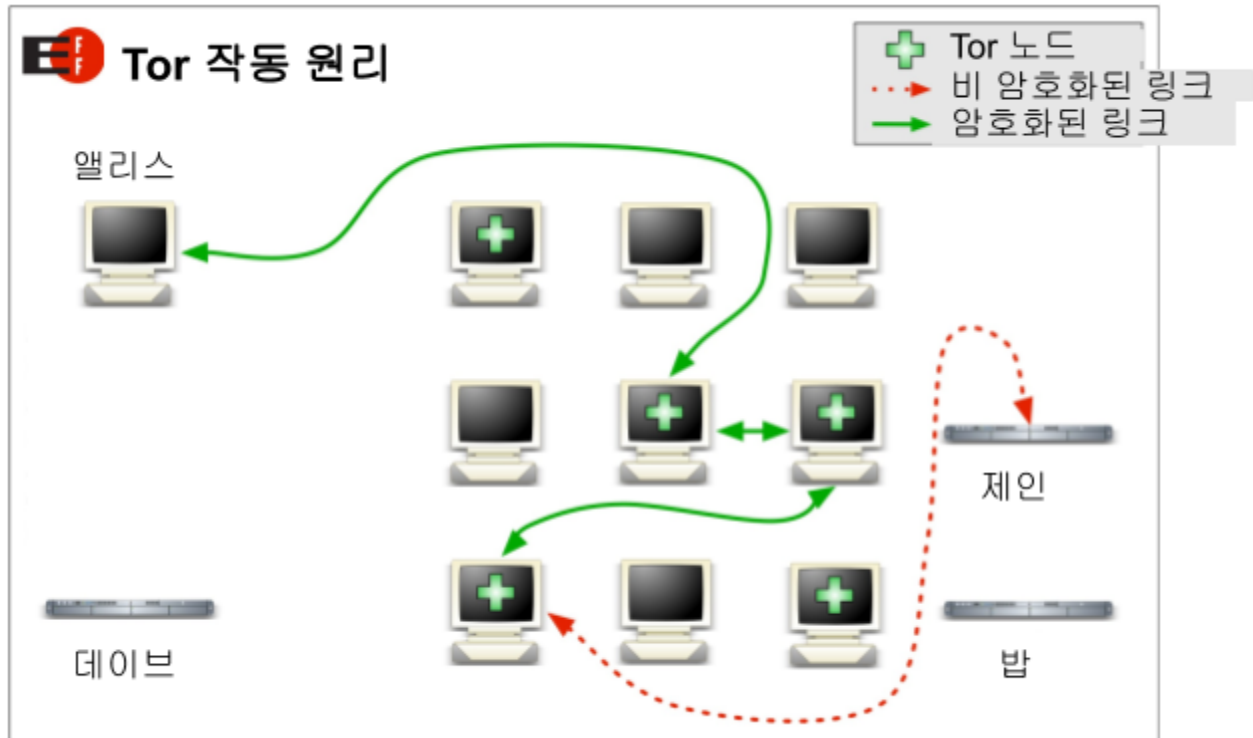 EFF Tor 작동 원리
Tor 노드
비 암호화된 링크
암호화된 링크
앨리스
제인
데이브
밥